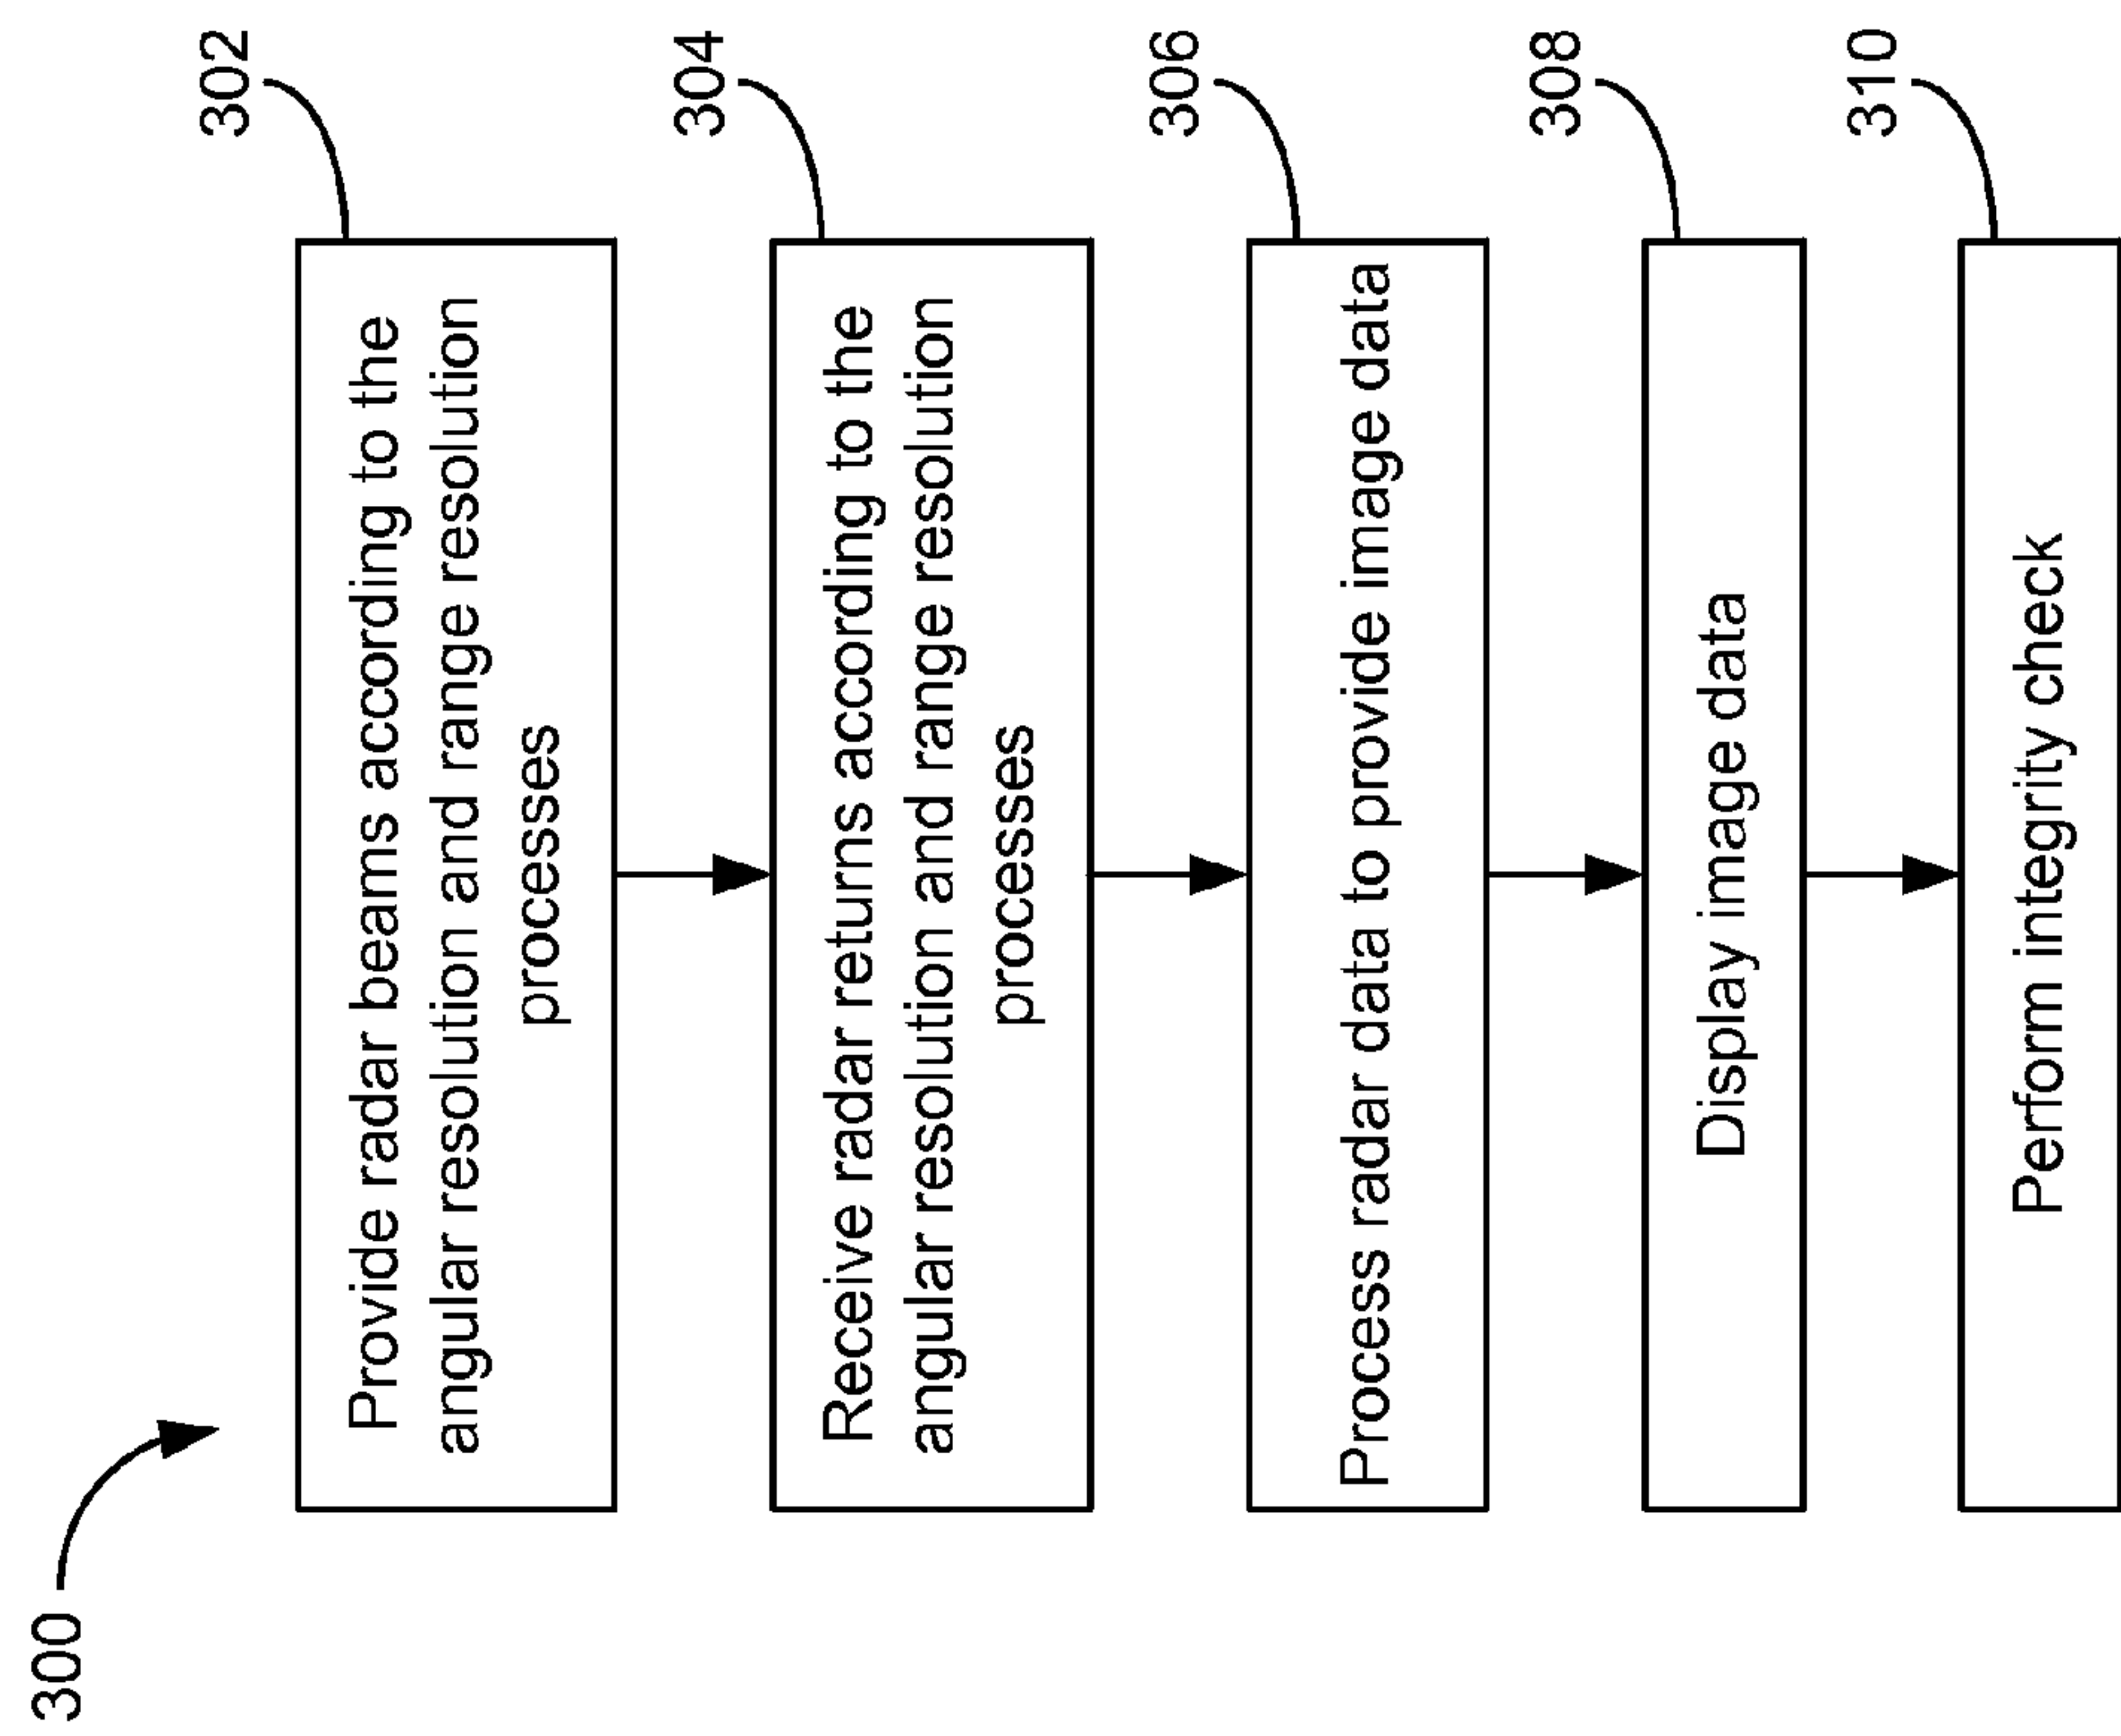 300
302
Provide radar beams according to the
angular resolution and range resolution
processes
304
Receive radar returns according to the
angular resolution and range resolution
processes
306
Process radar data to provide image data
308
Display image data
310
Perform integrity check